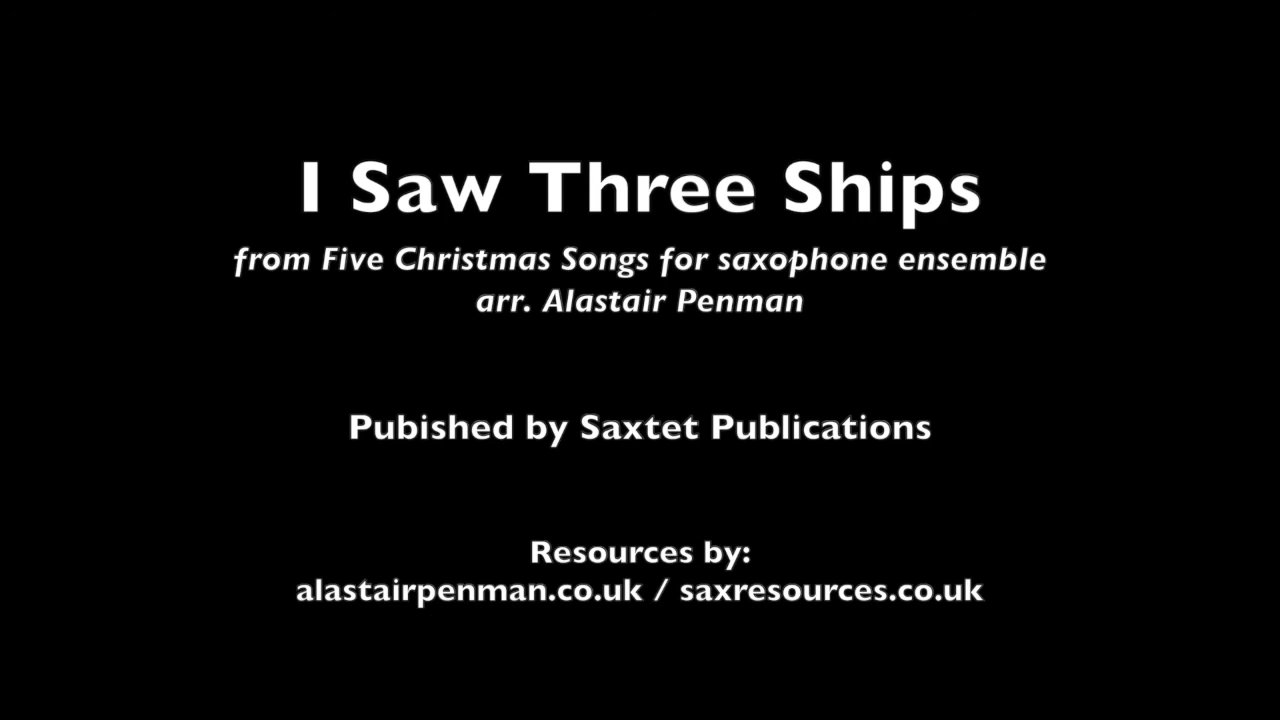 I Saw Three Ships
from Five Christmas Songs for saxophone ensemble
arr. Alastair Penman
Pubished by Saxtet Publications
Resources by:
alastairpenman.co.uk / saxresources.co.uk